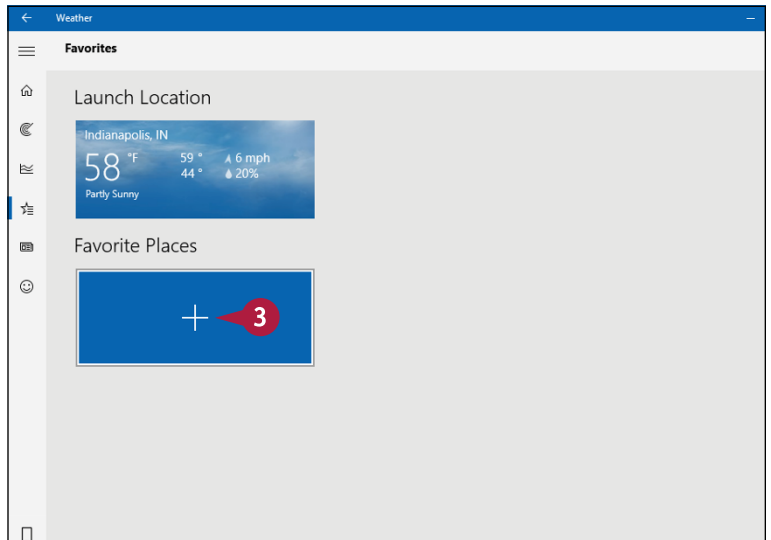 Weather
Favorites
Launch Location
Indianapolis, IN
58 °F 59 ° 6 mph
44 ° 20%
Partly Sunny
Favorite Places
3